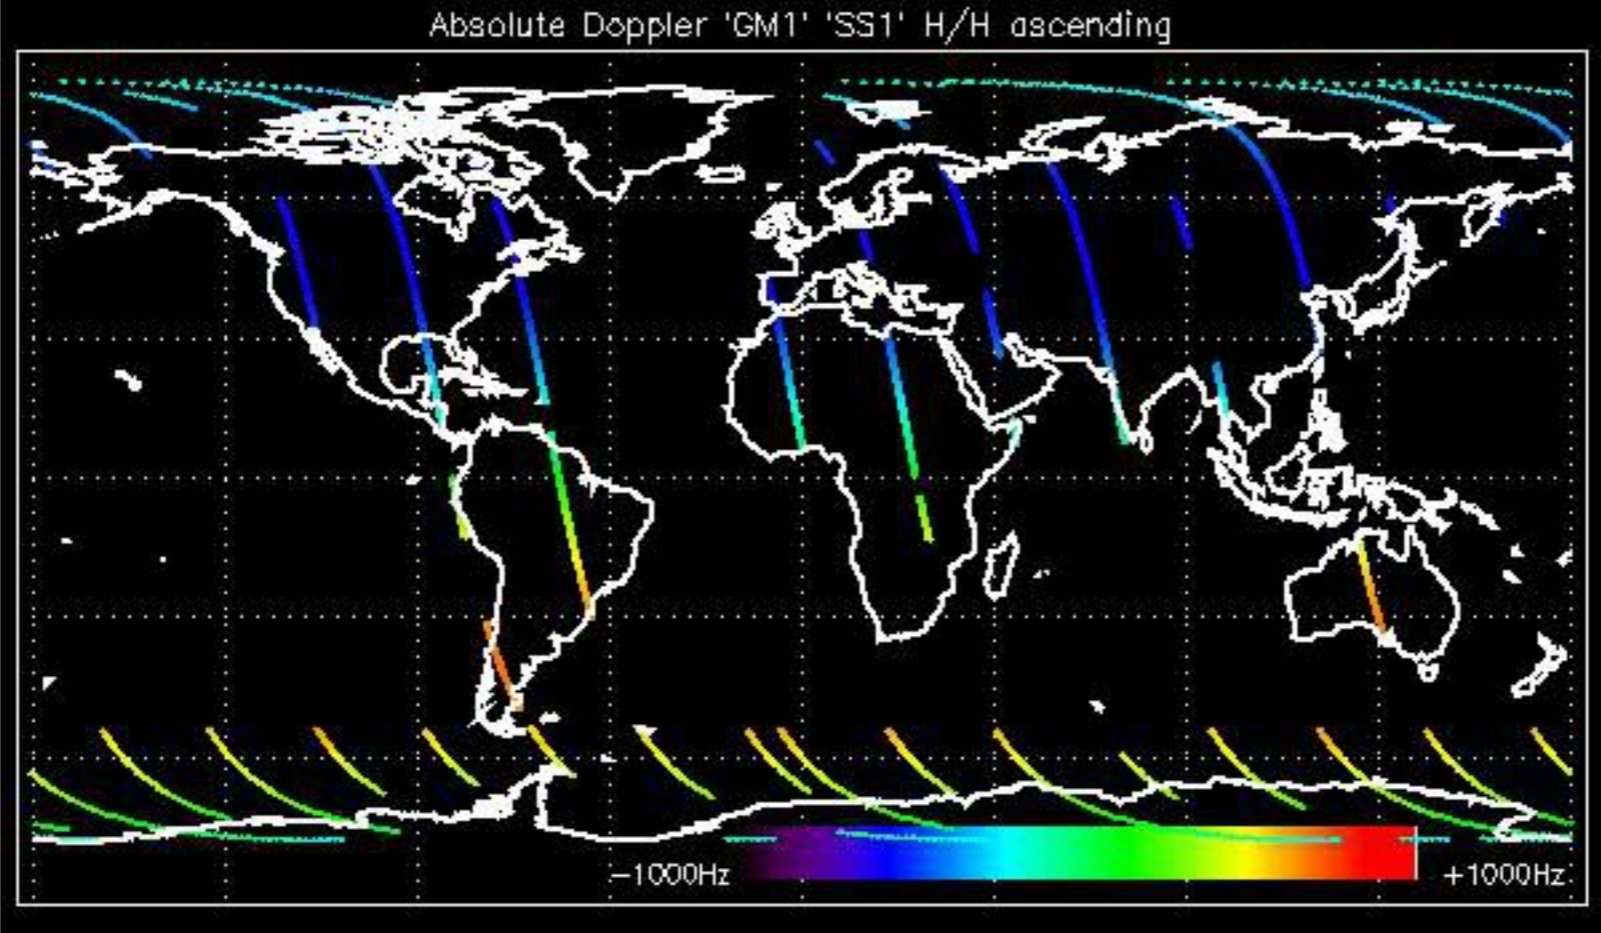 Absolute Doppler 'GM1' 'SS1' H/H ascending
−1000Hz +1000Hz